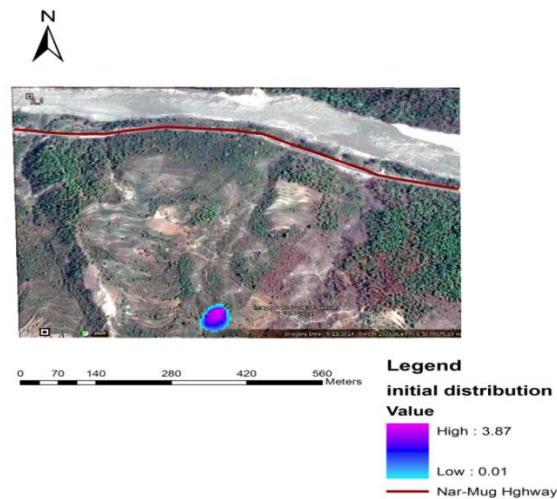 N
0 70 140 280 420 560
Meters
Legend
initial distribution
Value
High : 3.87
Low : 0.01
Nar-Mug Hghway